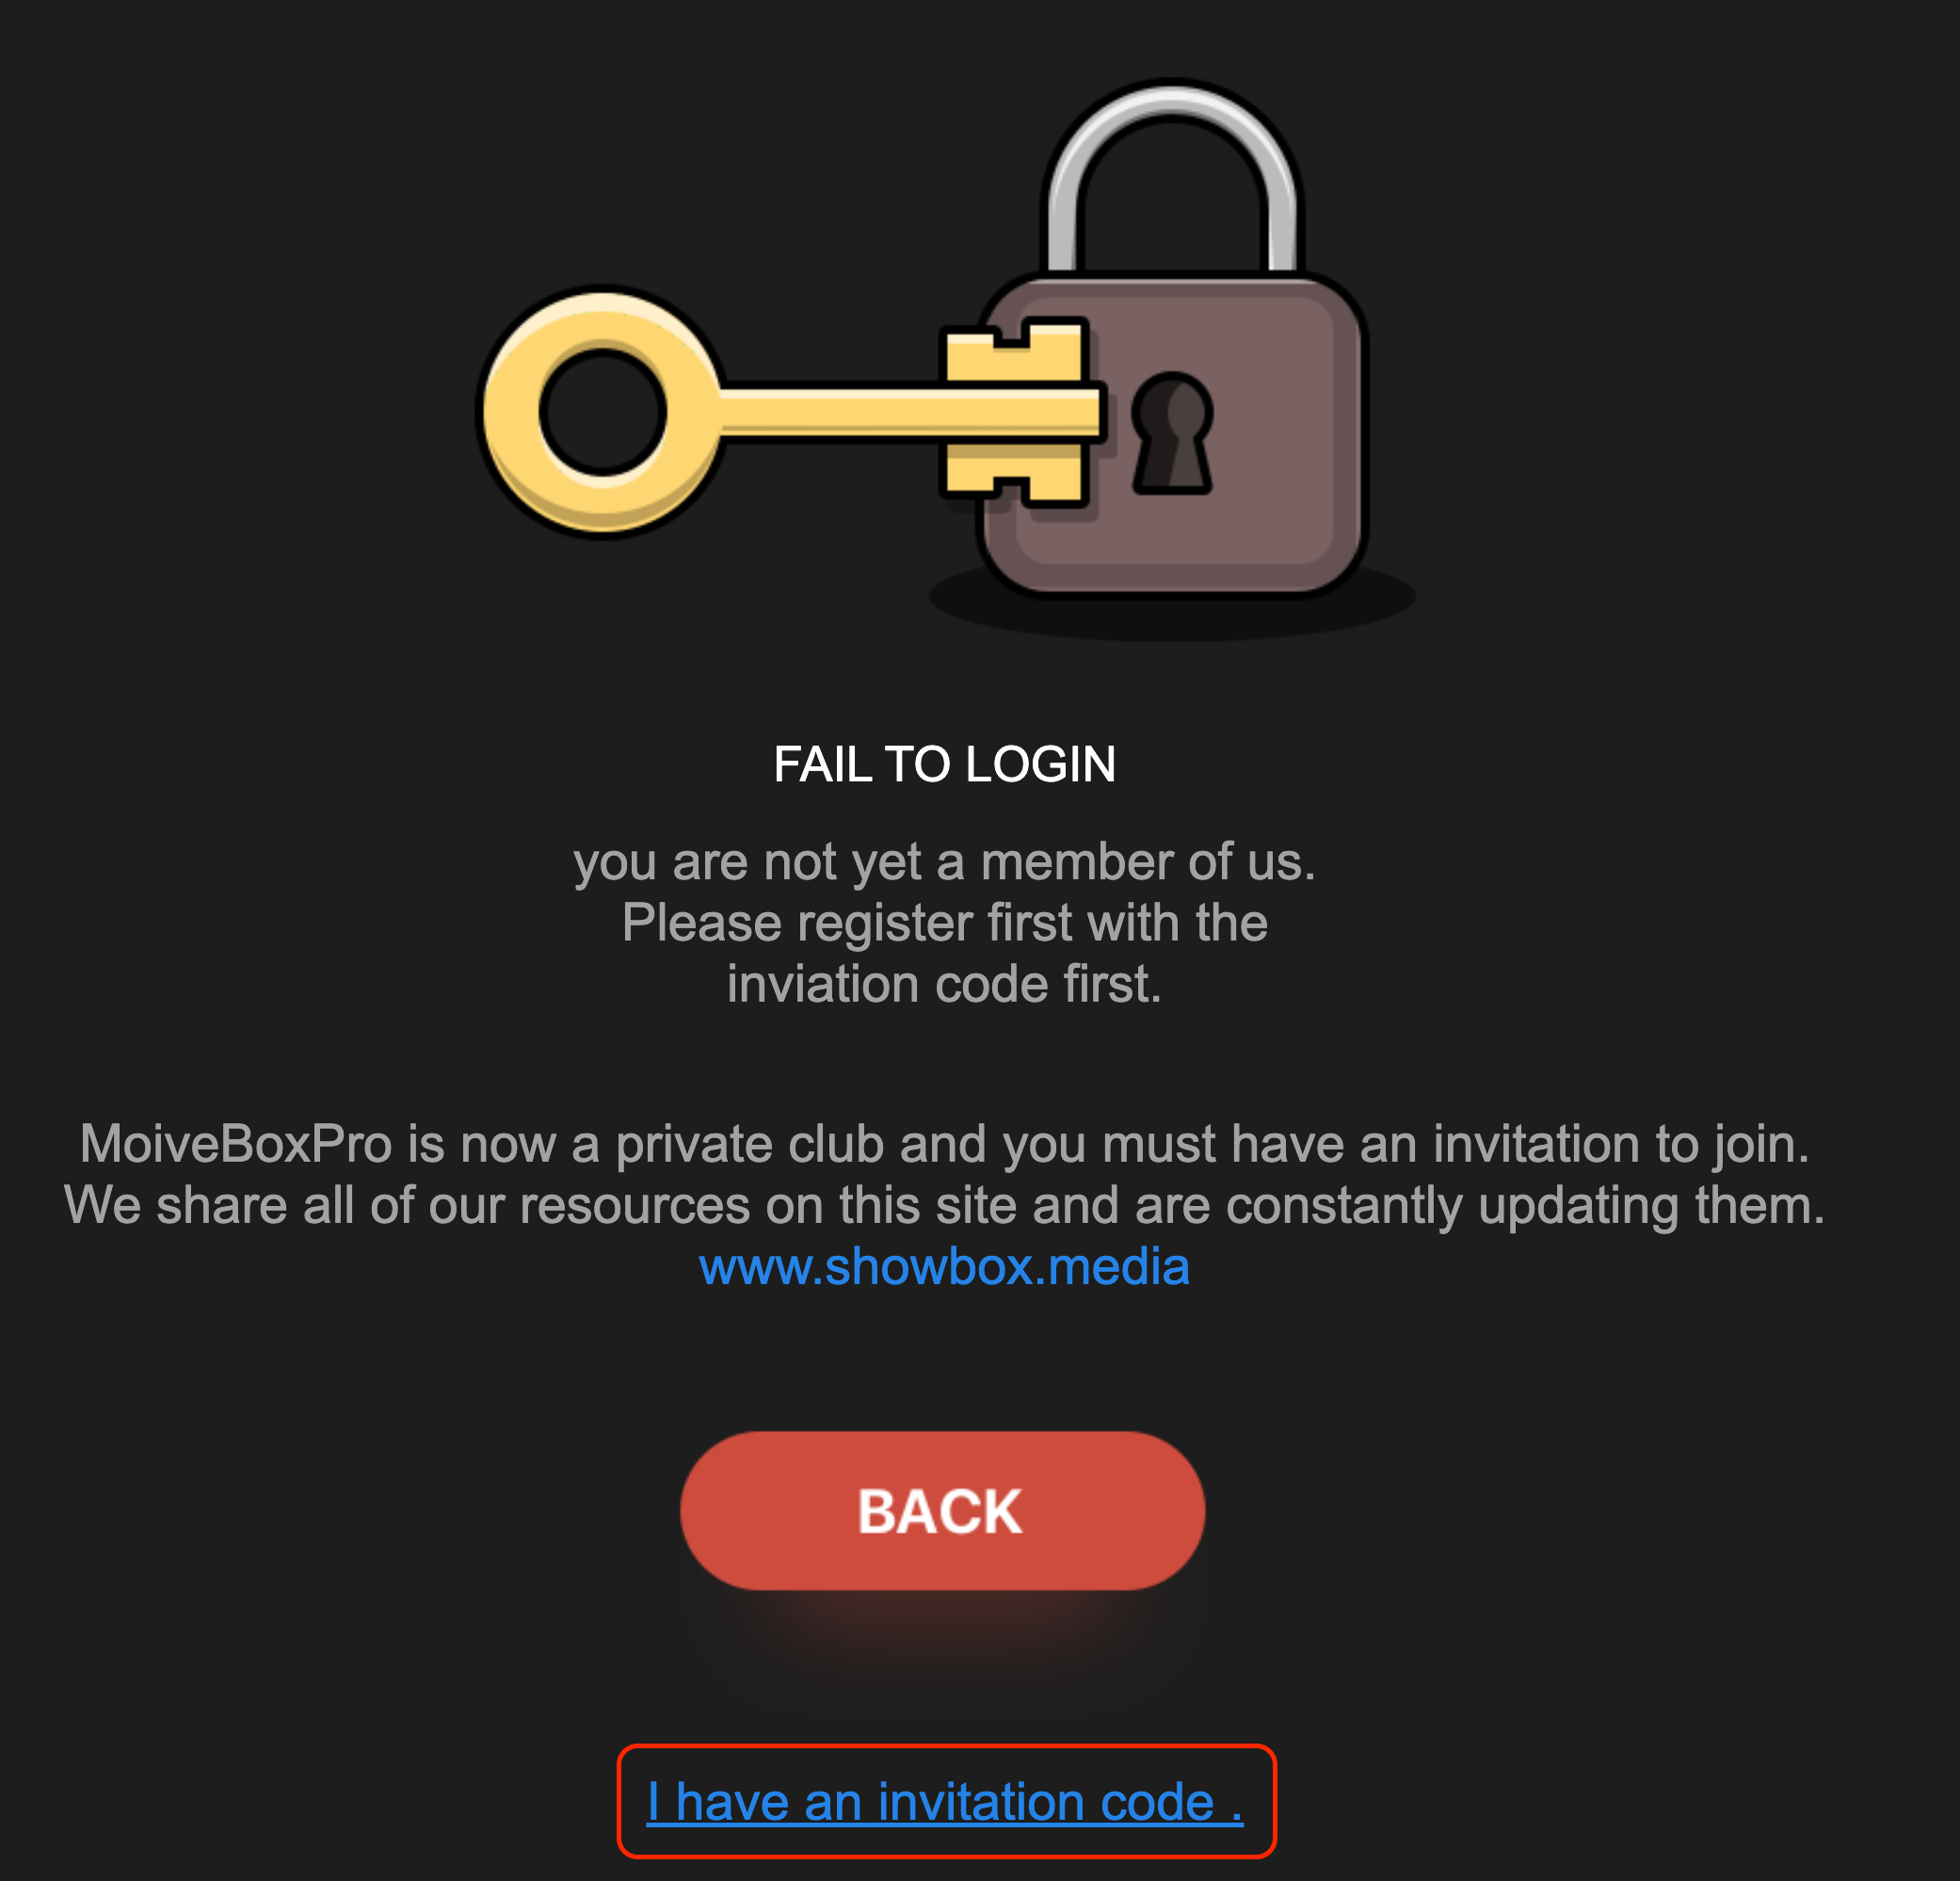 FAIL TO LOGIN
you are not yet a member of us.
Please register first with the
inviation code first.
MoiveBoxPro is now a private club and you must have an invitation to join.
We share all of our resources on this site and are constantly updating them.
www.showbox.media
BACK
I have an invitation code .